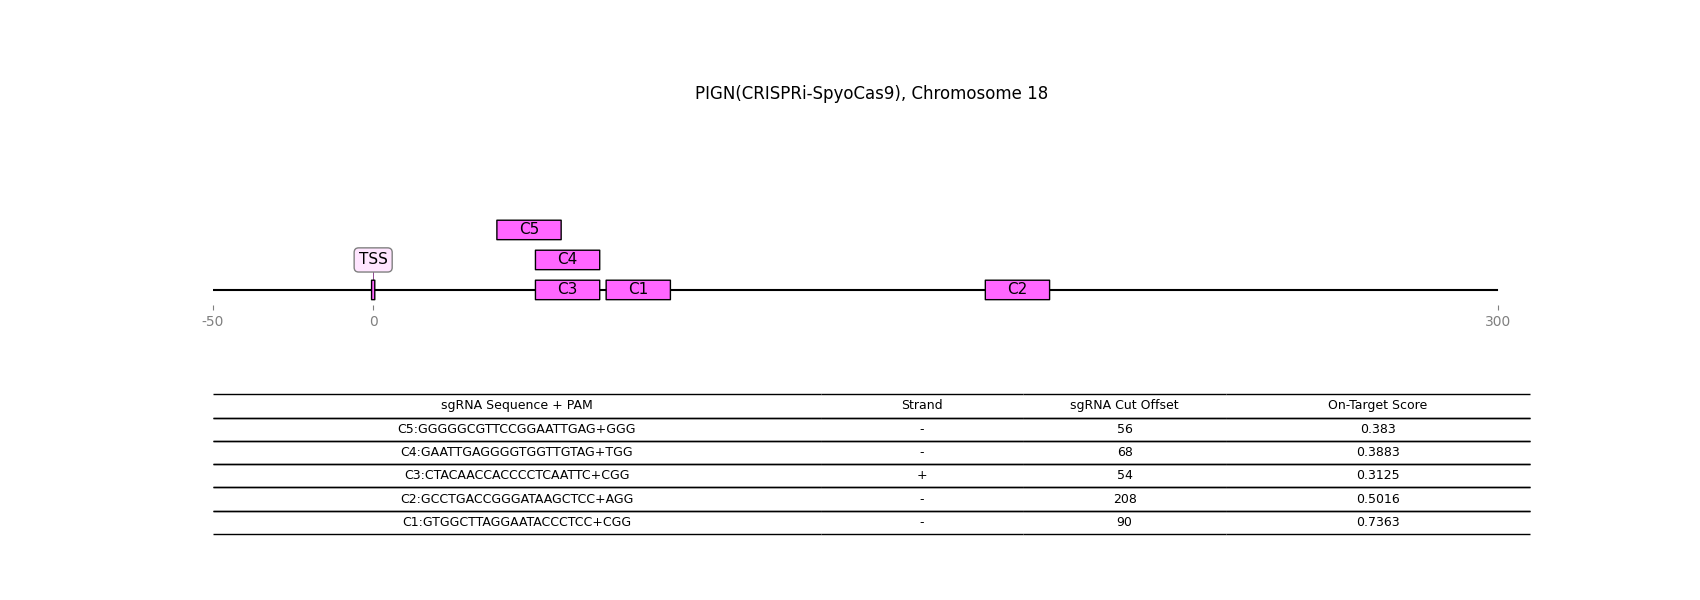 PIGN(CRISPRi-SpyoCas9), Chromosome 18
C5
TSS C4
C3 C1 C2
-50 0 300
sgRNA Sequence + PAM Strand sgRNA Cut Offset On-Target Score
C5:GGGGGCGTTCCGGAATTGAG+GGG - 56 0.383
C4:GAATTGAGGGGTGGTTGTAG+TGG - 68 0.3883
C3:CTACAACCACCCCTCAATTC+CGG + 54 0.3125
C2:GCCTGACCGGGATAAGCTCC+AGG - 208 0.5016
C1:GTGGCTTAGGAATACCCTCC+CGG - 90 0.7363